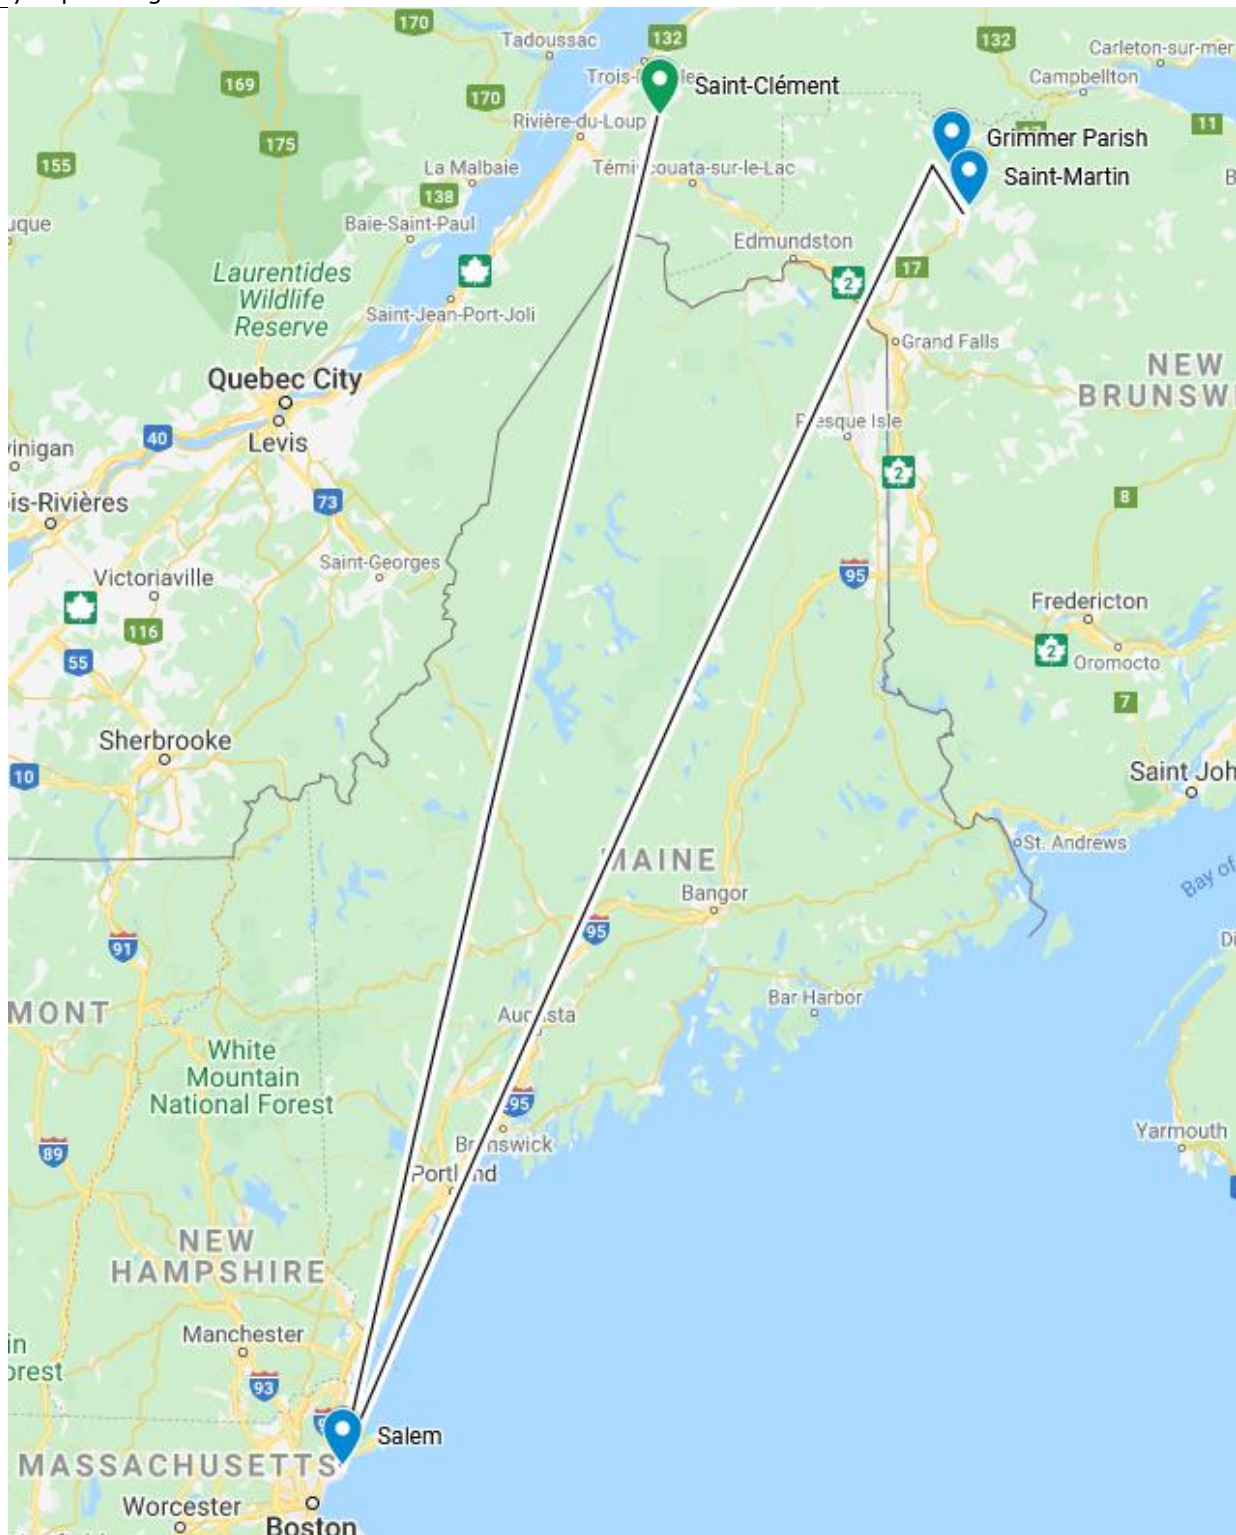 170
Tadoussac
132
132
Carleton-sur-mer
Saint-Clément
Campbellton
169
170
Rivière-du-Loup
11
175
Grimmer Parish
155
La Malbaie
Saint-Martin
138
Baie-Saint-Paul
Edmundston
17
2
Laurentides
Wildlife
Reserve
Saint-Jean-Port-Joli
Grand Falls
NEW
Quebec City
40
Levis
2
73
8
Saint-Georges
Victoriaville
95
116
Fredericton
2
55
Oromocto
7
Sherbrooke
10
St. Andrews
MAINE
Bangor
95
91
Bar Harbor
White
Mountain
National Forest
89
Yarmouth
NEW
HAMPSHIRE
Manchester
93
Salem
MASSACHUSETTS
Worcester
Boston